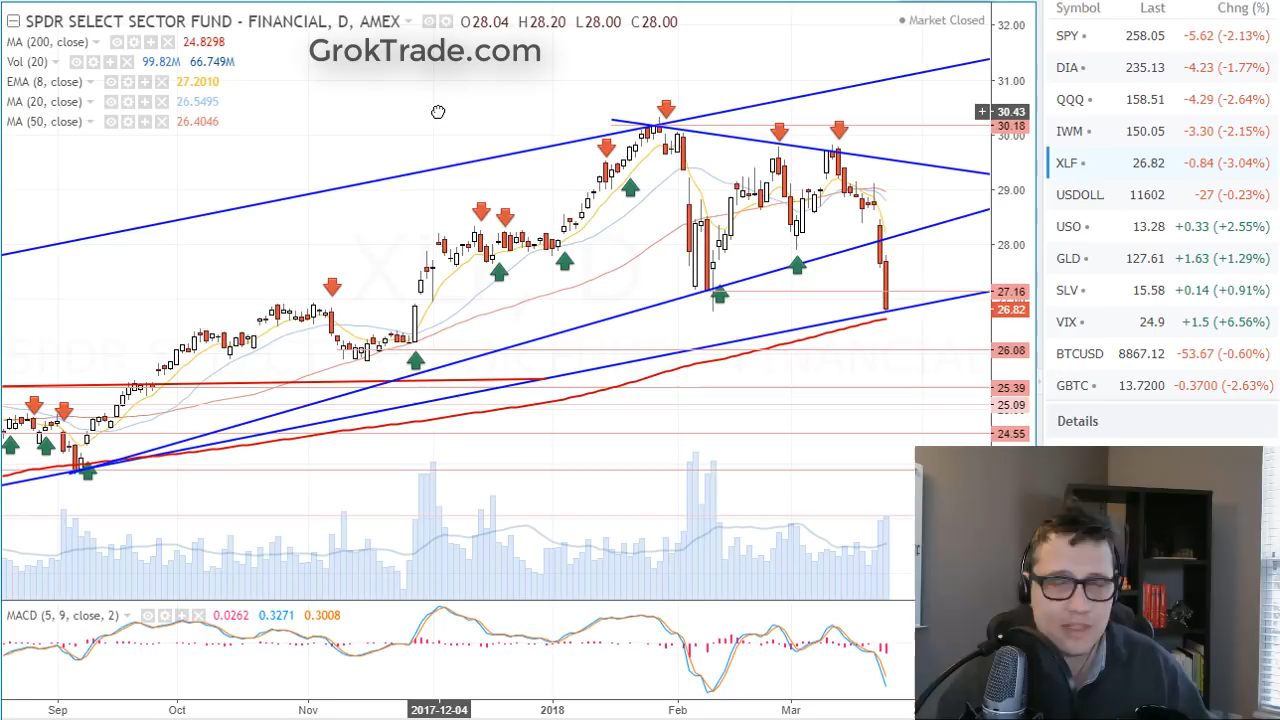 SPDR SELECT SECTOR FUND - FINANCIAL, D, AMEX O28.04 H28.20 L28.00 C28.00
Market Closed
MA (200, close) 24.8298
Vol (20) 99.82M 66.749M
EMA (8, close) 27.2010
MA (20, close) 26.5495
MA (50, close) 26.4046
GrokTrade.com
32.00
31.00
30.43
30.18
30.00
29.00
28.00
27.16
26.82
26.08
25.39
25.09
24.55
MACD (5, 9, close, 2) 0.0262 0.3271 0.3008
Sep Oct Nov 2017-12-04 2018 Feb Mar
Symbol Last Chng (%)
SPY 258.05 -5.62 (-2.13%)
DIA 235.13 -4.23 (-1.77%)
QQQ 158.51 -4.29 (-2.64%)
IWM 150.05 -3.30 (-2.15%)
XLF 26.82 -0.84 (-3.04%)
USDOLL 11602 -27 (-0.23%)
USO 13.28 +0.33 (+2.55%)
GLD 127.61 +1.63 (+1.29%)
SLV 15.58 +0.14 (+0.91%)
VIX 24.9 +1.5 (+6.56%)
BTCUSD 8867.12 -53.67 (-0.60%)
GBTC 13.7200 -0.3700 (-2.63%)
Details